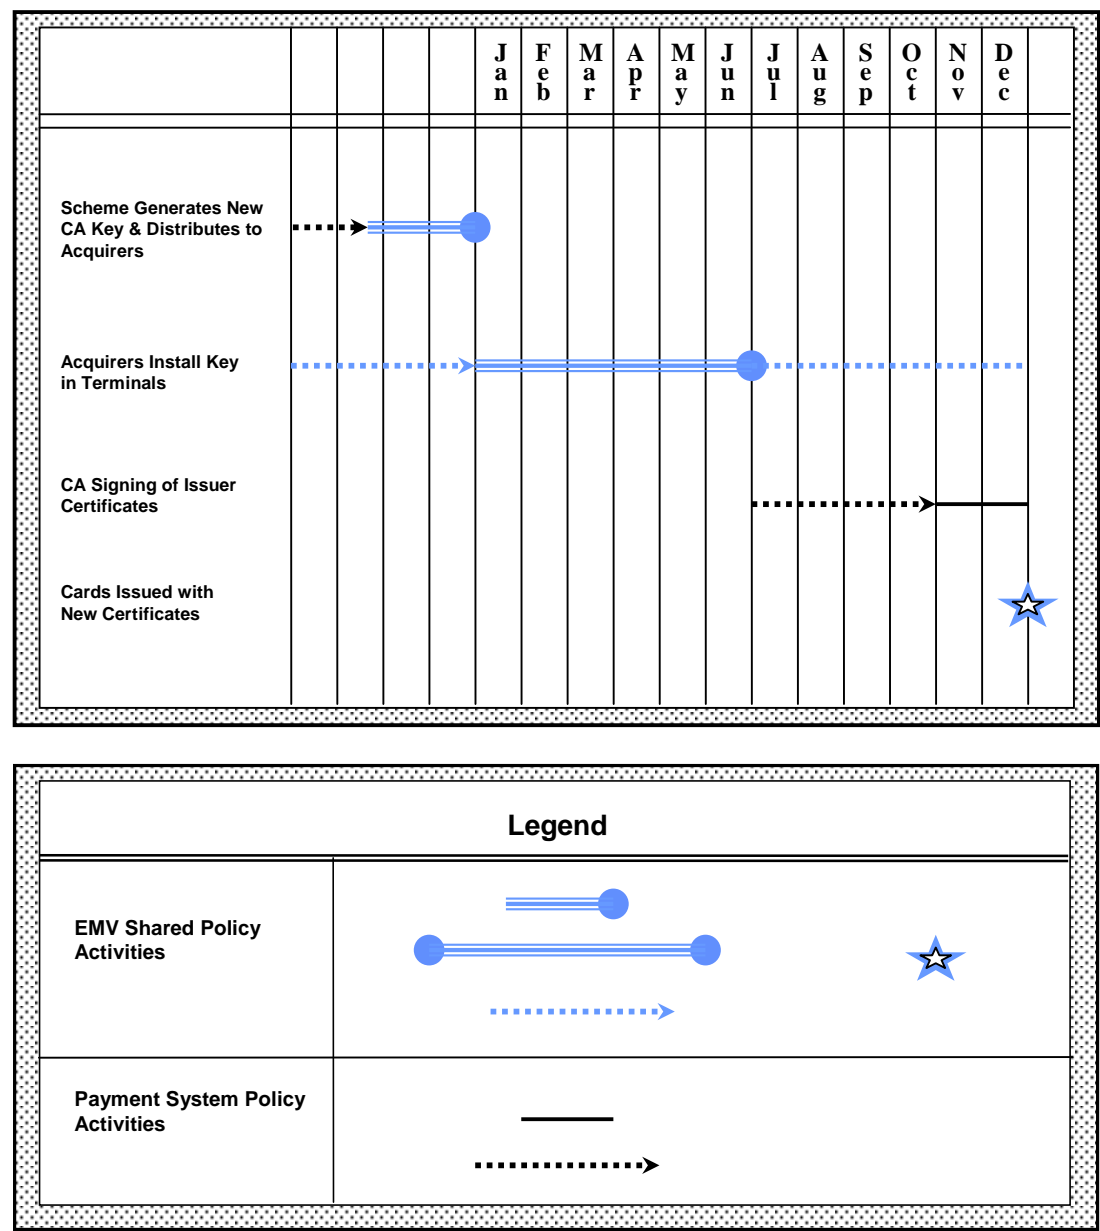 Jan Feb Mar Apr May Jun Jul Aug Sep Oct Nov Dec
Scheme Generates New
CA Key & Distributes to
Acquirers
Acquirers Install Key
in Terminals
CA Signing of Issuer
Certificates
Cards Issued with
New Certificates
Legend
EMV Shared Policy
Activities
Payment System Policy
Activities